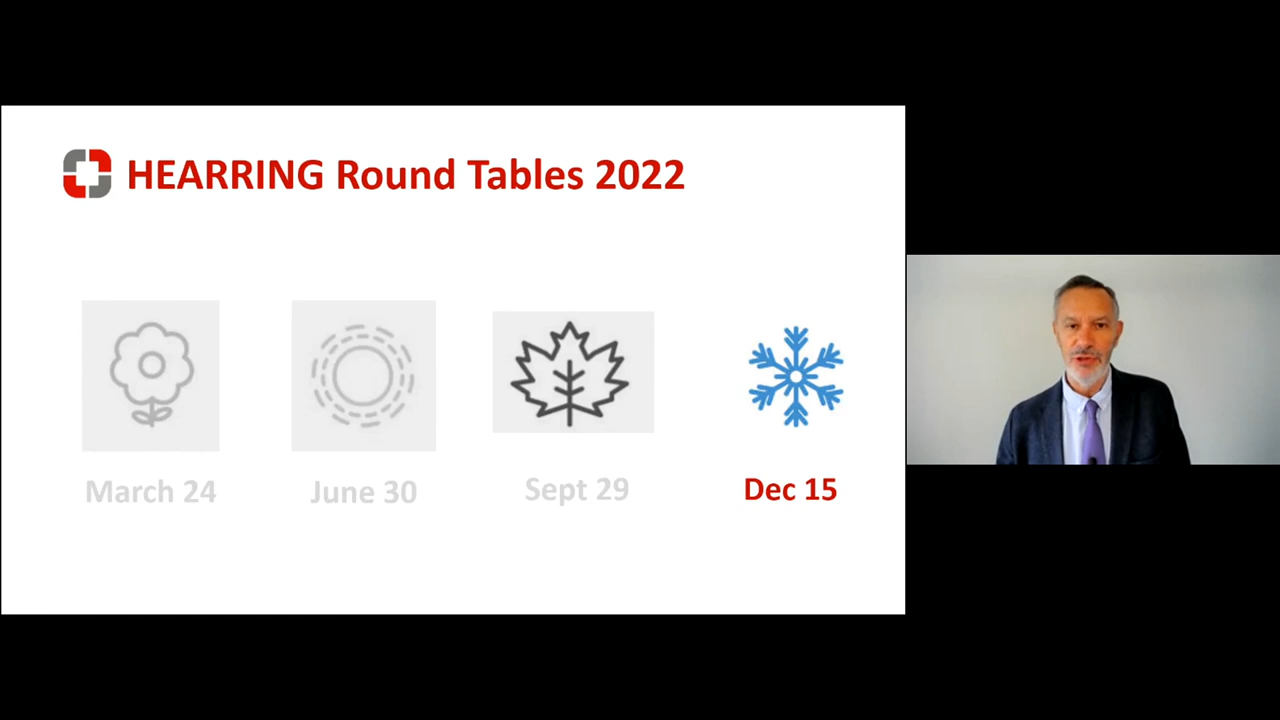 HEARRING Round Tables 2022
March 24
June 30
Sept 29
Dec 15